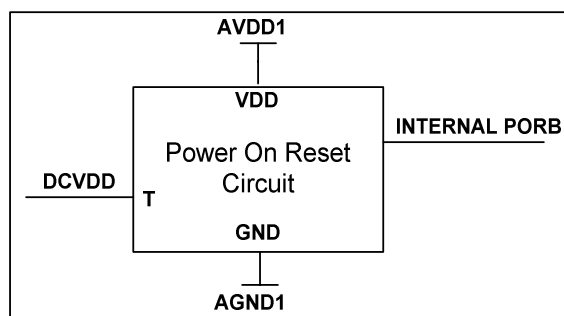 AVDD1
VDD
INTERNAL PORB
Power On Reset
Circuit
DCVDD
T
GND
AGND1